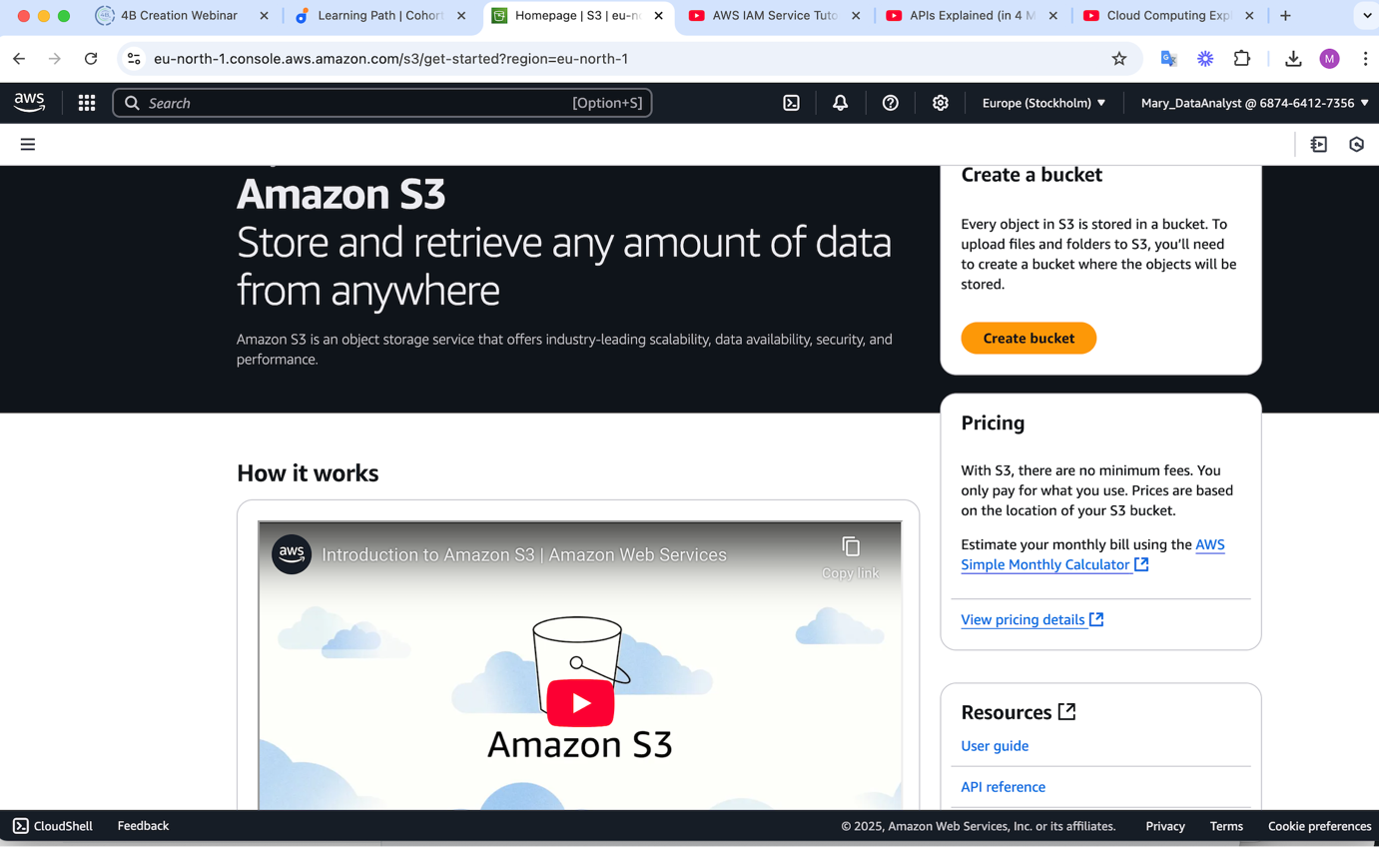 4B Creation Webinar
Learning Path | Cohort
Homepage | S3 | eu-n
AWS IAM Service Tuto
APIs Explained (in 4 M
Cloud Computing Exp
eu-north-1.console.aws.amazon.com/s3/get-started?region=eu-north-1
M
aws
Search
[Option+S]
Europe (Stockholm)
Mary_DataAnalyst @ 6874-6412-7356
Amazon S3
Store and retrieve any amount of data
from anywhere
Amazon S3 is an object storage service that offers industry-leading scalability, data availability, security, and
performance.
Create a bucket
Every object in S3 is stored in a bucket. To
upload files and folders to S3, you'll need
to create a bucket where the objects will be
stored.
Create bucket
Pricing
With S3, there are no minimum fees. You
only pay for what you use. Prices are based
on the location of your S3 bucket.
Estimate your monthly bill using the AWS
Simple Monthly Calculator
View pricing details
How it works
aws
Introduction to Amazon S3 | Amazon Web Services
Copy link
Amazon S3
Resources
User guide
API reference
CloudShell
Feedback
© 2025, Amazon Web Services, Inc. or its affiliates.
Privacy
Terms
Cookie preferences